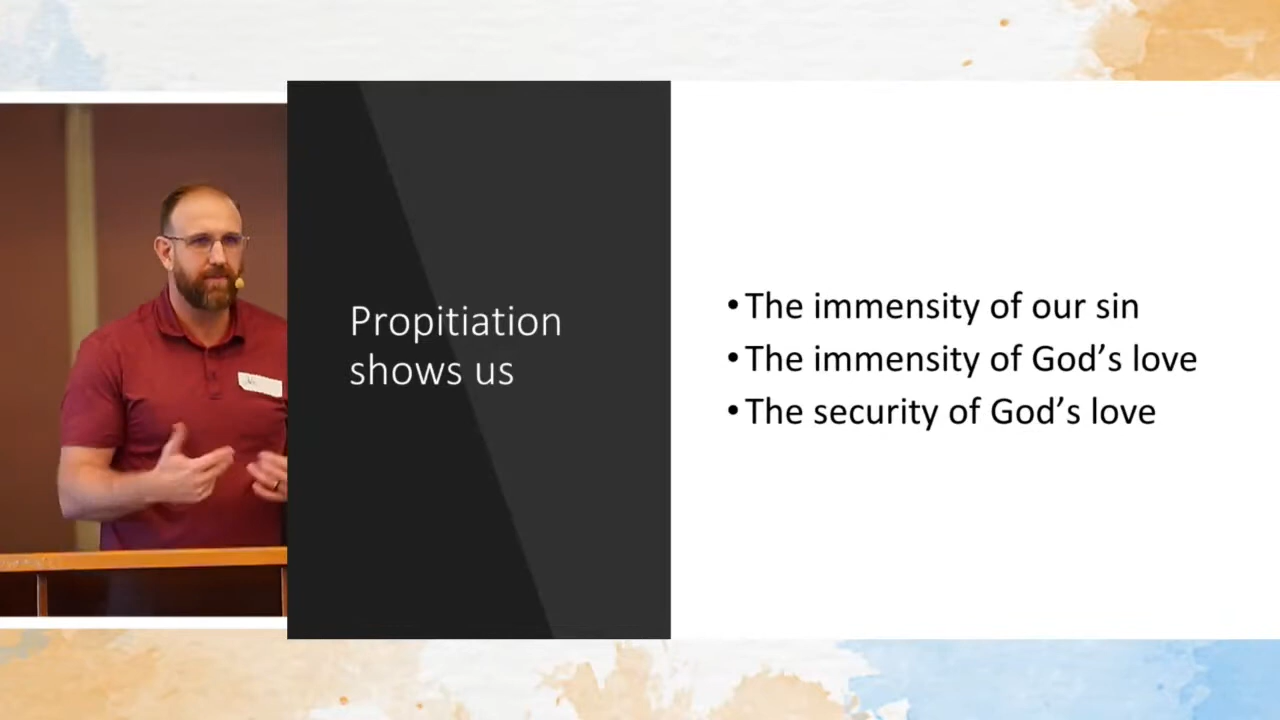 Propitiation
shows us
• The immensity of our sin
• The immensity of God's love
• The security of God's love